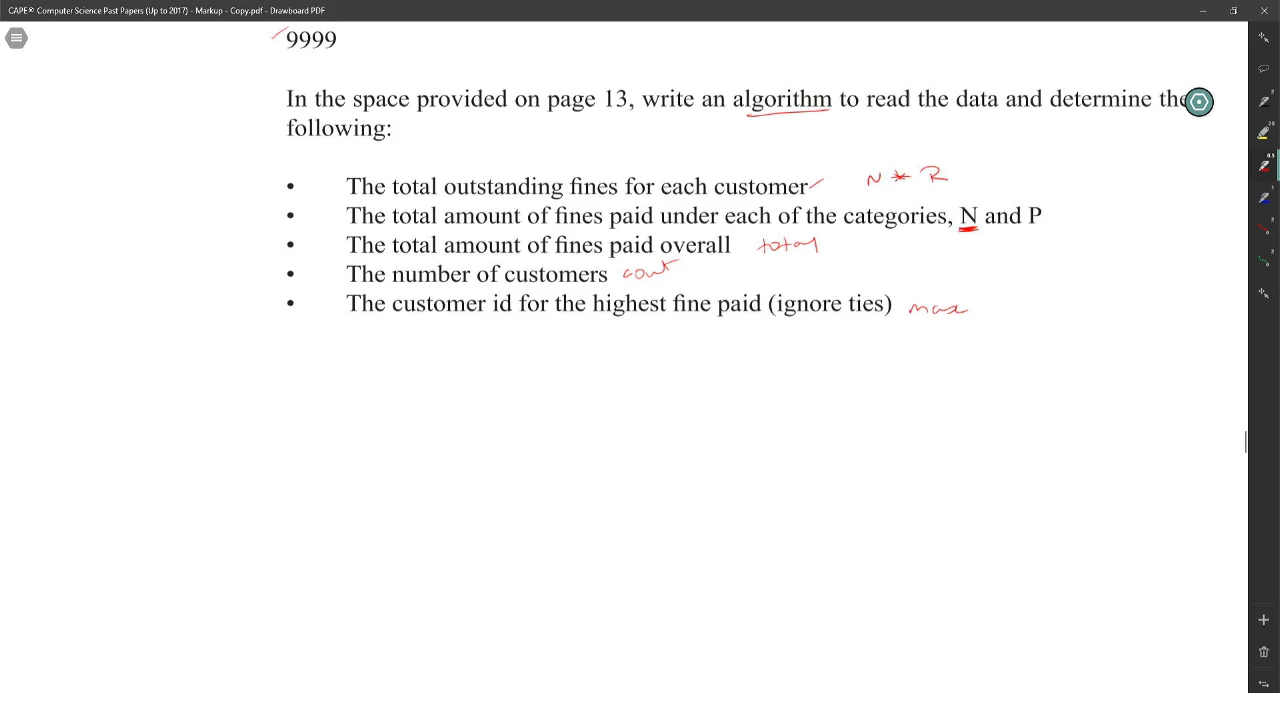 CAPE® Computer Science Past Papers (Up to 2017) - Markup - Copy.pdf - Drawboard PDF
9999
In the space provided on page 13, write an algorithm to read the data and determine the
following:
• The total outstanding fines for each customer N * R
• The total amount of fines paid under each of the categories, N and P
• The total amount of fines paid overall total
• The number of customers cout
• The customer id for the highest fine paid (ignore ties) max